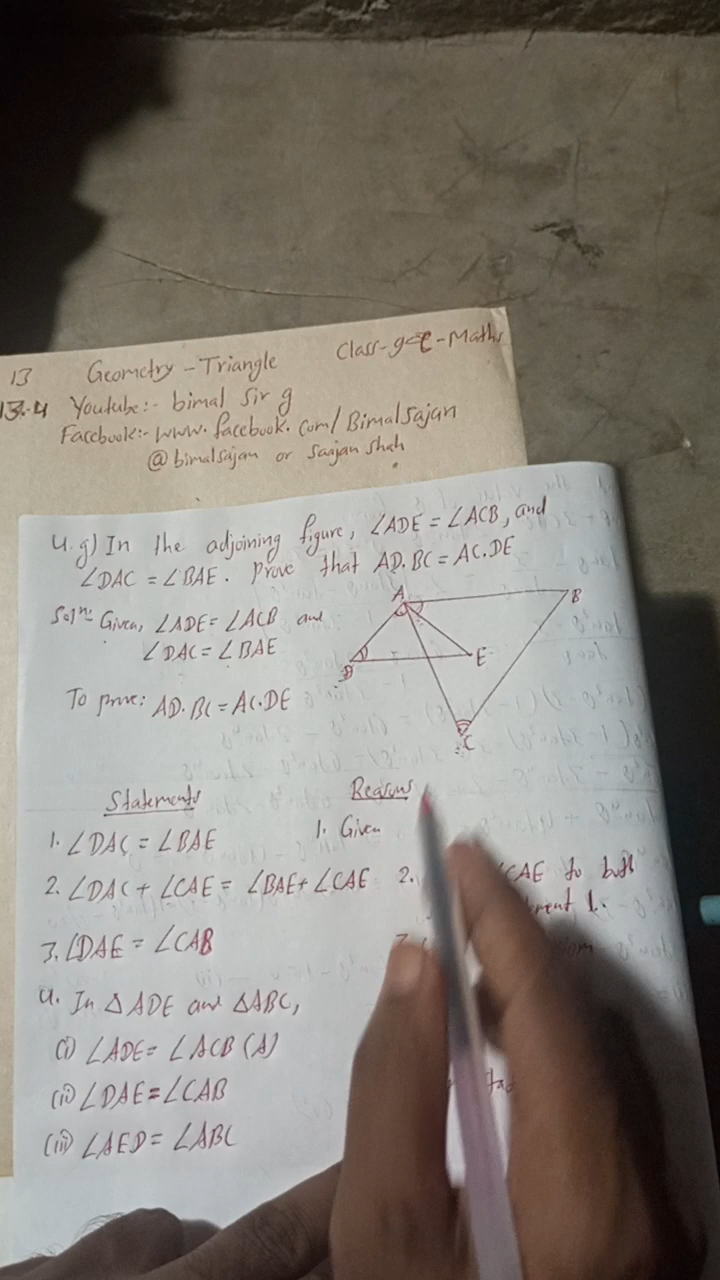 13 Geometry - Triangle Class-9 - Maths
13.4 Youtube:- bimal sir g
Facebook:- www.facebook.com/Bimalsajan
@bimalsajan or Saajan Shah
4.g) In the adjoining figure, ∠ADE = ∠ACB, and
∠DAC = ∠BAE. Prove that AD.BC = AC.DE
Solⁿ: Given, ∠ADE = ∠ACB and
∠DAC = ∠BAE
To prove: AD.BC = AC.DE
A
B
D
E
C
Statements Reasons
1. ∠DAC = ∠BAE 1. Given
2. ∠DAC + ∠CAE = ∠BAE + ∠CAE 2. ∠CAE to both
1.
3. ∠DAE = ∠CAB
4. In △ADE and △ABC,
(i) ∠ADE = ∠ACB (A)
(ii) ∠DAE = ∠CAB
(iii) ∠AED = ∠ABC